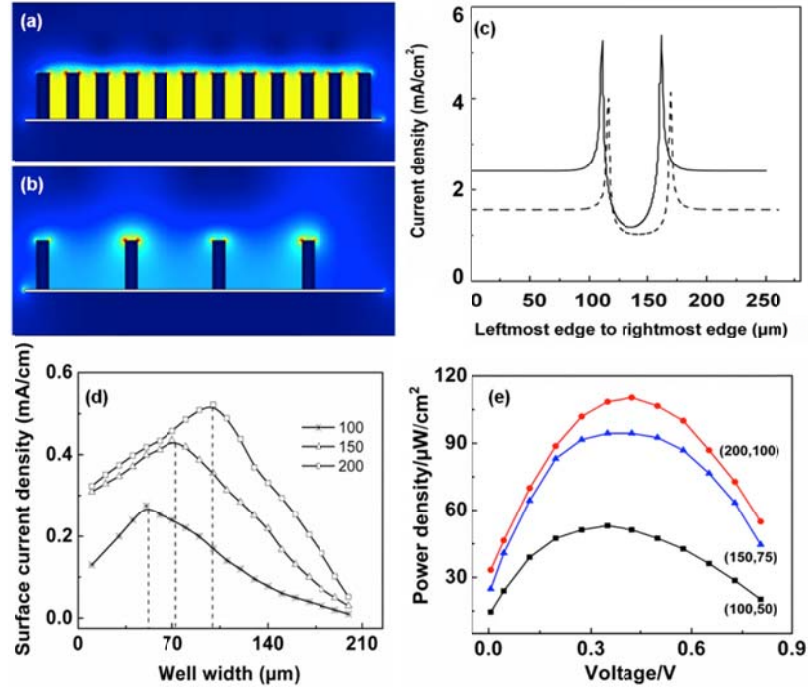 (a)
(b)
(c)
Current density (mA/cm²)
6
4
2
0
0 50 100 150 200 250
Leftmost edge to rightmost edge (µm)
(d)
Surface current density (mA/cm)
0.6
0.4
0.2
0.0
100
150
200
0 70 140 210
Well width (µm)
(e)
Power density/µW/cm²
120
90
60
30
(200,100)
(150,75)
(100,50)
0.0 0.3 0.6 0.9
Voltage/V